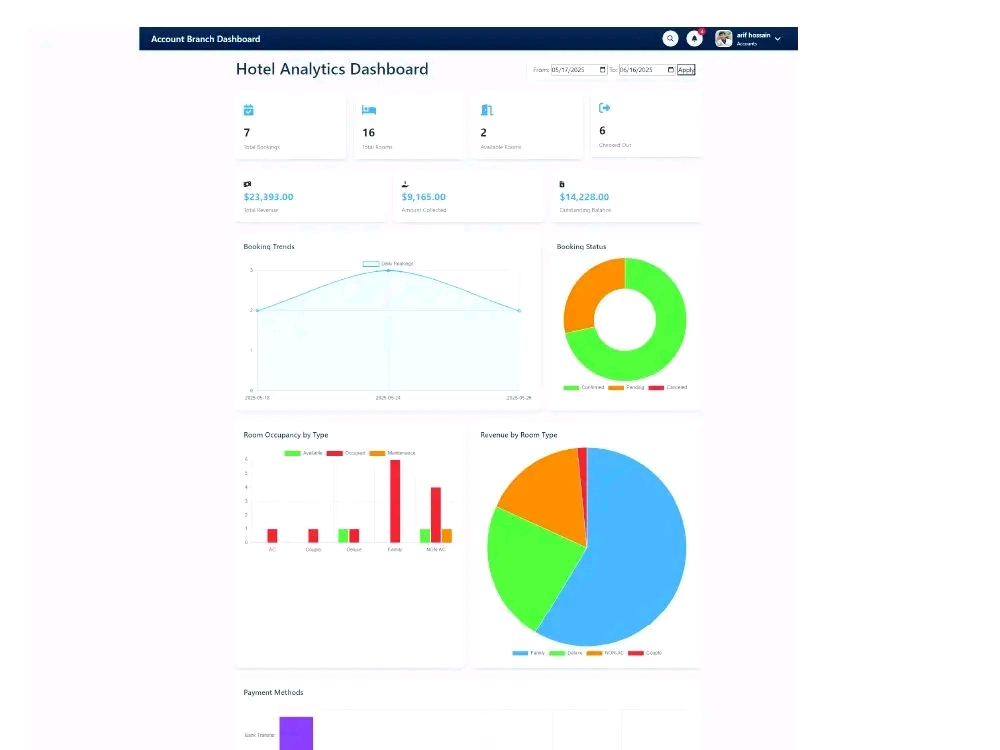 Account Branch Dashboard
arif hossain
Accounts
Hotel Analytics Dashboard
From: 05/17/2025 To: 06/16/2025 Apply
7
Total Bookings
16
Total Rooms
2
Available Rooms
6
Checked Out
$23,393.00
Total Revenue
$9,165.00
Amount Collected
$14,228.00
Outstanding Balance
Booking Trends
Daily Bookings
3
2
1
0
2025-05-18
2025-05-24
Booking Status
Confirmed Pending Canceled
Room Occupancy by Type
Available Occupied Maintenance
6
5
4
3
2
1
0
AC Couple Deluxe Family NON-AC
Revenue by Room Type
Family Deluxe NON-AC Couple
Payment Methods
Bank Transfer